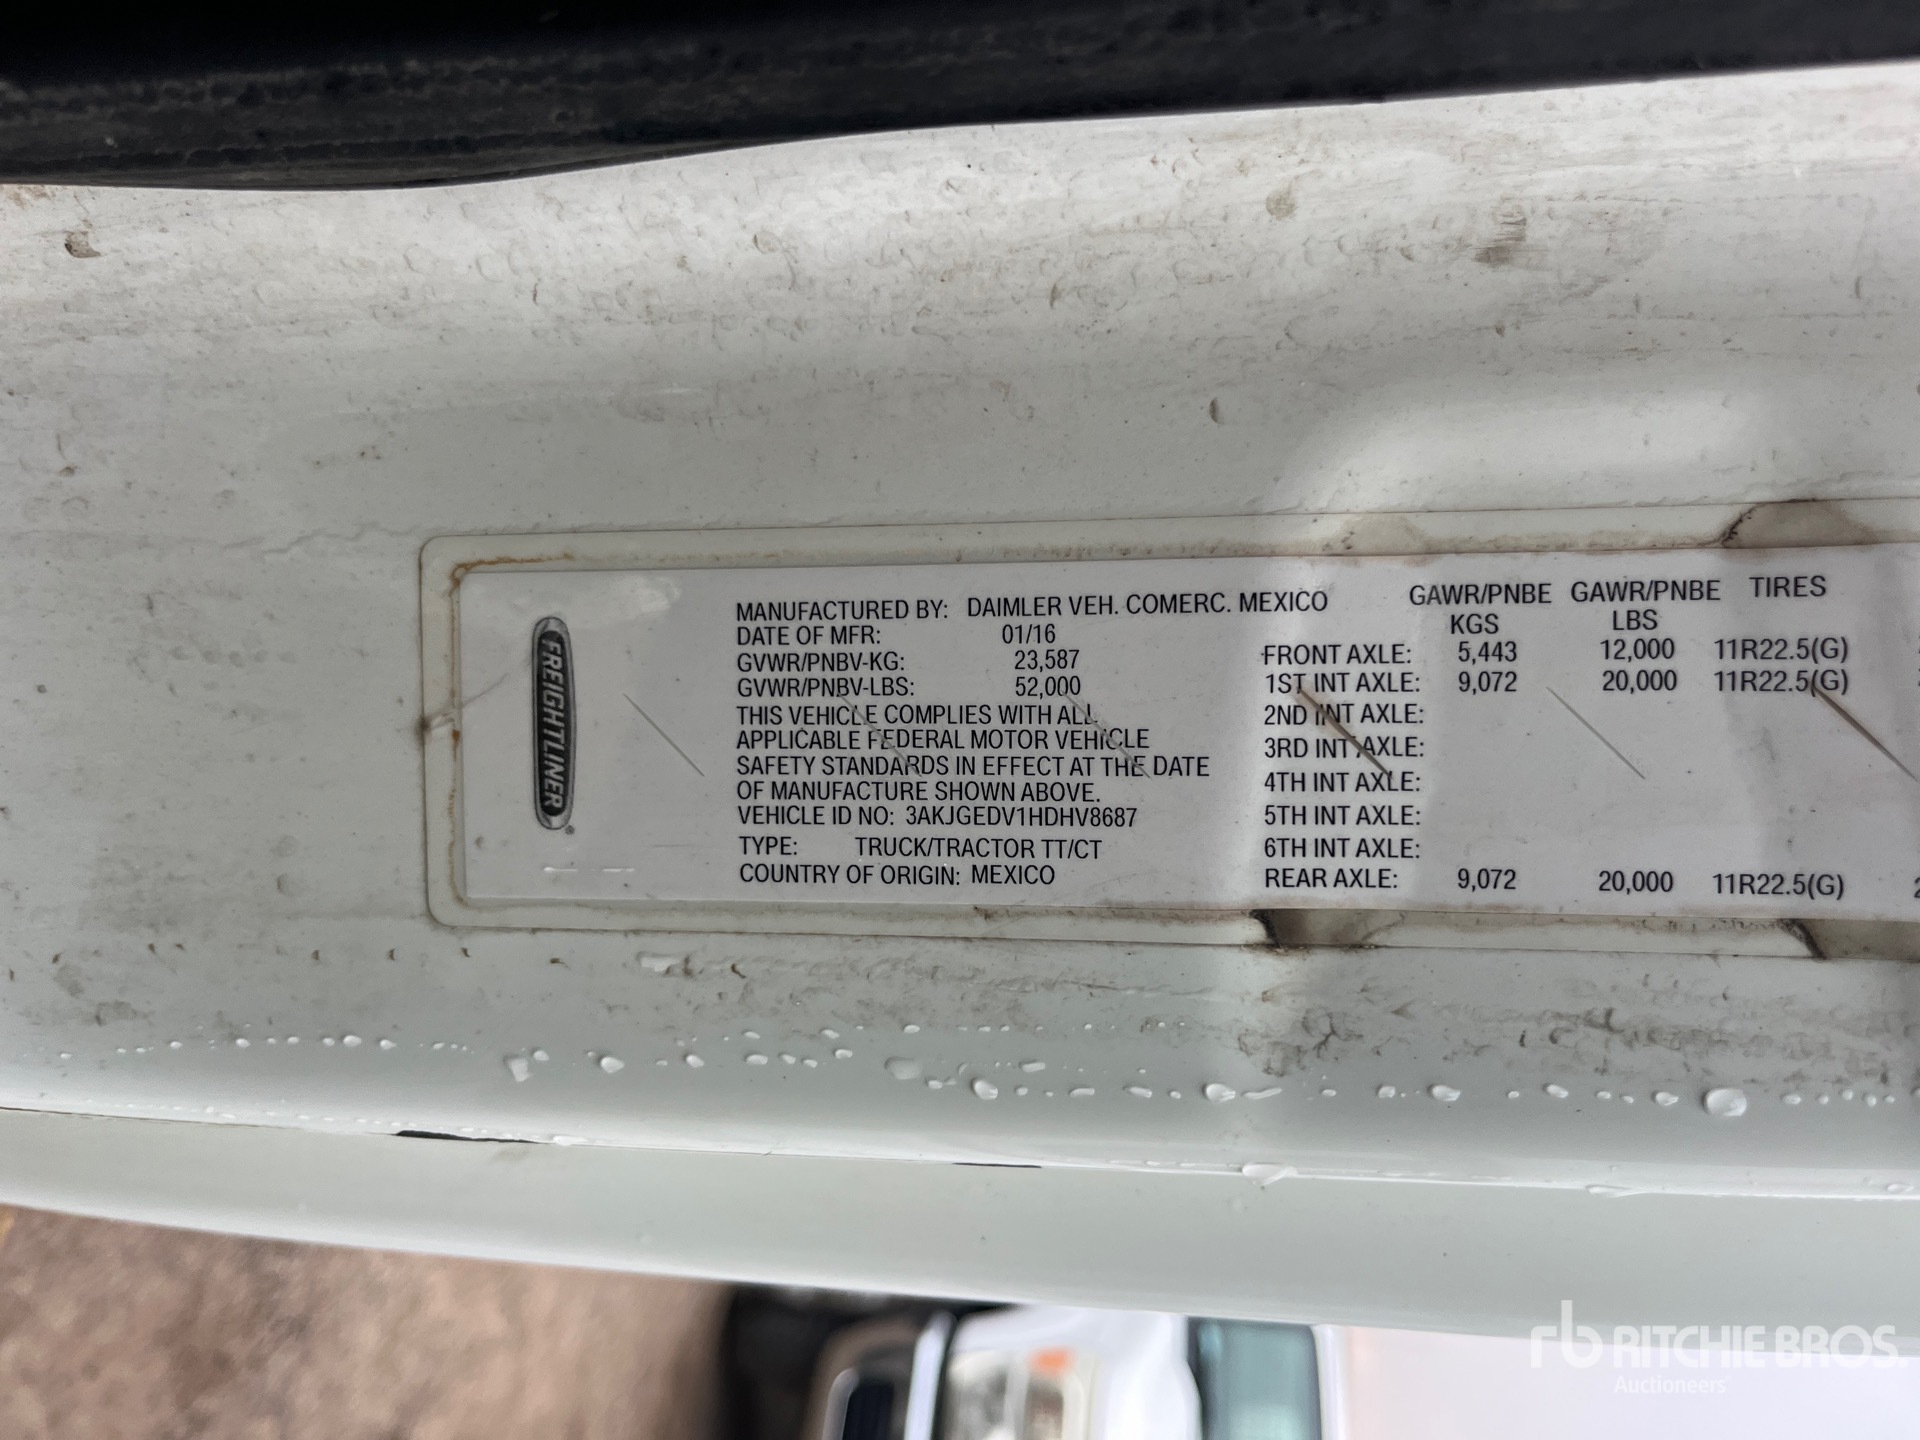 FREIGHTLINER
MANUFACTURED BY: DAIMLER VEH. COMERC. MEXICO
DATE OF MFR: 01/16
GVWR/PNBV-KG: 23,587
GVWR/PNBV-LBS: 52,000
THIS VEHICLE COMPLIES WITH ALL
APPLICABLE FEDERAL MOTOR VEHICLE
SAFETY STANDARDS IN EFFECT AT THE DATE
OF MANUFACTURE SHOWN ABOVE.
VEHICLE ID NO: 3AKJGEDV1HDHV8687
TYPE: TRUCK/TRACTOR TT/CT
COUNTRY OF ORIGIN: MEXICO
GAWR/PNBE GAWR/PNBE TIRES
KGS LBS
FRONT AXLE: 5,443 12,000 11R22.5(G)
1ST INT AXLE: 9,072 20,000 11R22.5(G)
2ND INT AXLE:
3RD INT AXLE:
4TH INT AXLE:
5TH INT AXLE:
6TH INT AXLE:
REAR AXLE: 9,072 20,000 11R22.5(G)
rb RITCHIE BROS.
Auctioneers